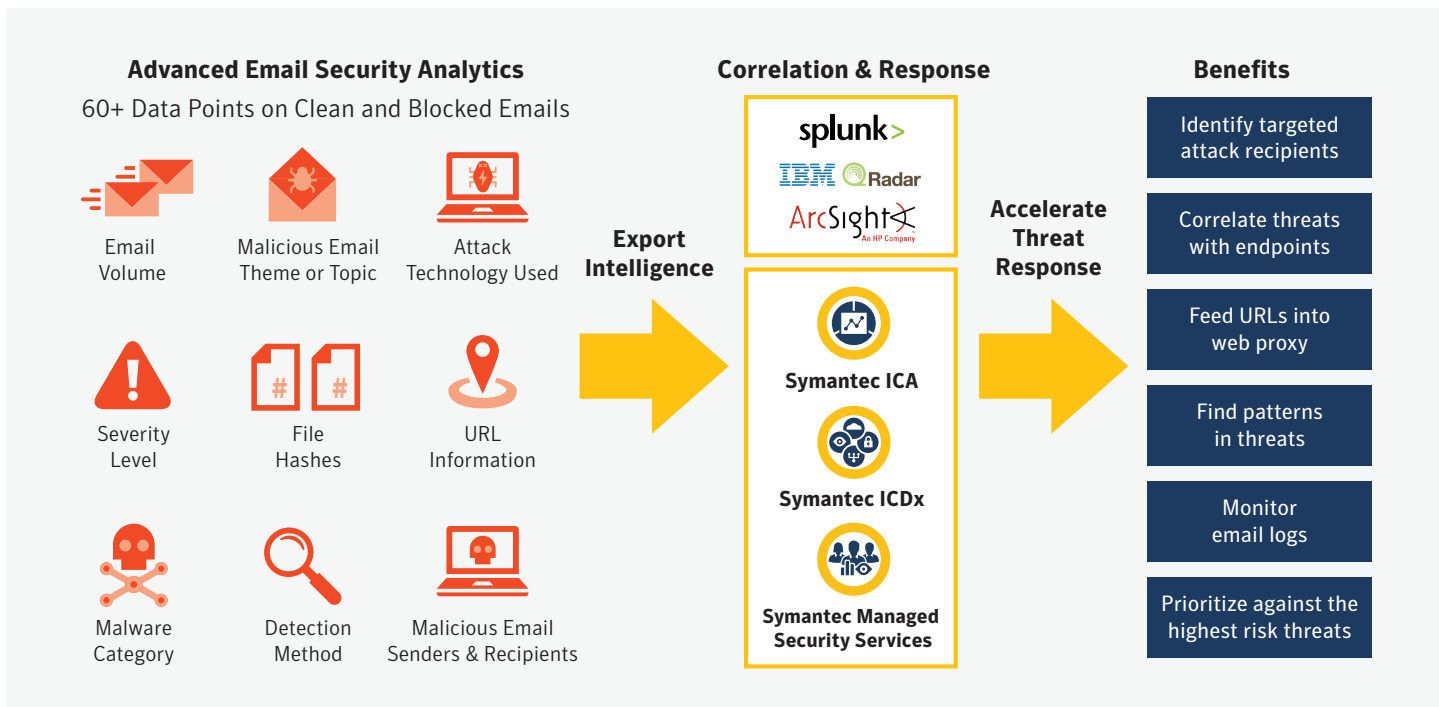 Advanced Email Security Analytics
60+ Data Points on Clean and Blocked Emails
Email
Volume
Malicious Email
Theme or Topic
Attack
Technology Used
Severity
Level
#
#
File
Hashes
URL
Information
Malware
Category
Detection
Method
Malicious Email
Senders & Recipients
Export
Intelligence
Correlation & Response
splunk>
IBM QRadar
ArcSight
An HP Company
Symantec ICA
Symantec ICDx
Symantec Managed
Security Services
Accelerate
Threat
Response
Benefits
Identify targeted
attack recipients
Correlate threats
with endpoints
Feed URLs into
web proxy
Find patterns
in threats
Monitor
email logs
Prioritize against the
highest risk threats